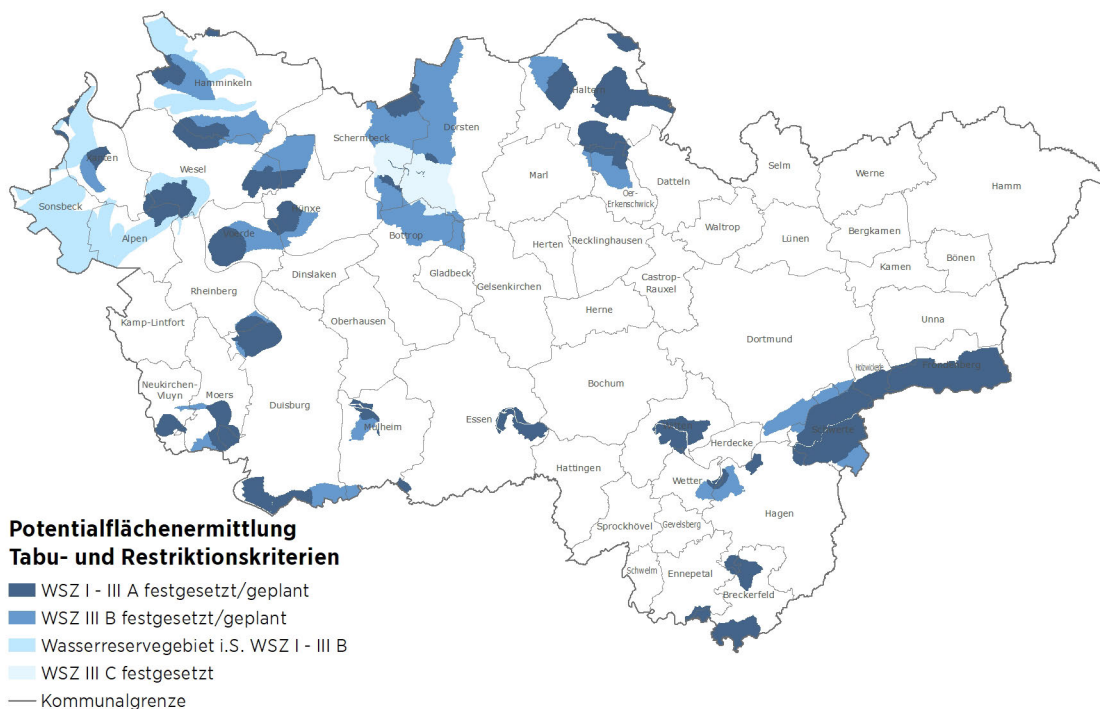 Hamminkeln
Haltern
Dorsten
Schermbeck
Xanten
Wesel
Selm
Werne
Hamm
Marl
Datteln
Oer-
Erkenschwick
Sonsbeck
Hünxe
Alpen
Voerde
Bottrop
Waltrop
Lünen
Bergkamen
Herten
Recklinghausen
Bönen
Kamen
Dinslaken
Gladbeck
Gelsenkirchen
Castrop-
Rauxel
Rheinberg
Herne
Kamp-Lintfort
Oberhausen
Unna
Dortmund
Holzwickede
Fröndenberg
Bochum
Neukirchen-
Vluyn
Moers
Duisburg
Mülheim
Essen
Witten
Schwerte
Herdecke
Hattingen
Wetter
Hagen
Sprockhövel
Gevelsberg
Schwelm
Ennepetal
Breckerfeld
Potentialflächenermittlung
Tabu- und Restriktionskriterien
WSZ I - III A festgesetzt/geplant
WSZ III B festgesetzt/geplant
Wasserreservegebiet i.S. WSZ I - III B
WSZ III C festgesetzt
Kommunalgrenze